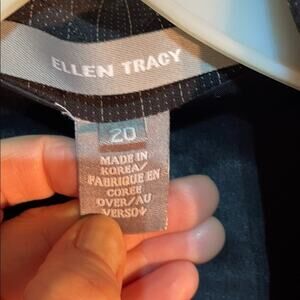 ELLEN TRACY
20
MADE IN
KOREA/
FABRIQUE EN
COREE
OVER/AU
VERSO↓